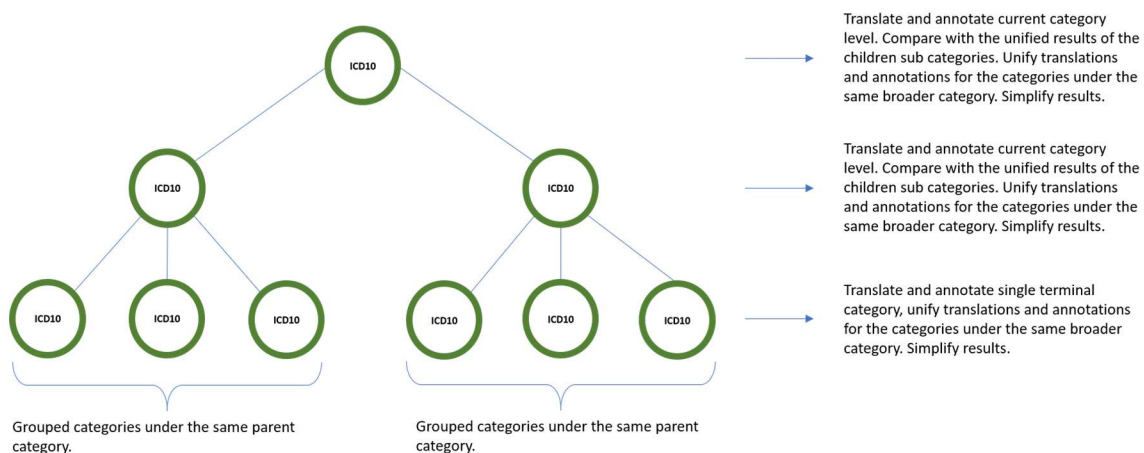 Translate and annotate current category
level. Compare with the unified results of the
children sub categories. Unify translations
and annotations for the categories under the
same broader category. Simplify results.
ICD10
Translate and annotate current category
level. Compare with the unified results of the
children sub categories. Unify translations
and annotations for the categories under the
same broader category. Simplify results.
ICD10
ICD10
Translate and annotate single terminal
category, unify translations and annotations
for the categories under the same broader
category. Simplify results.
ICD10
ICD10
ICD10
ICD10
ICD10
ICD10
Grouped categories under the same parent
category.
Grouped categories under the same parent
category.